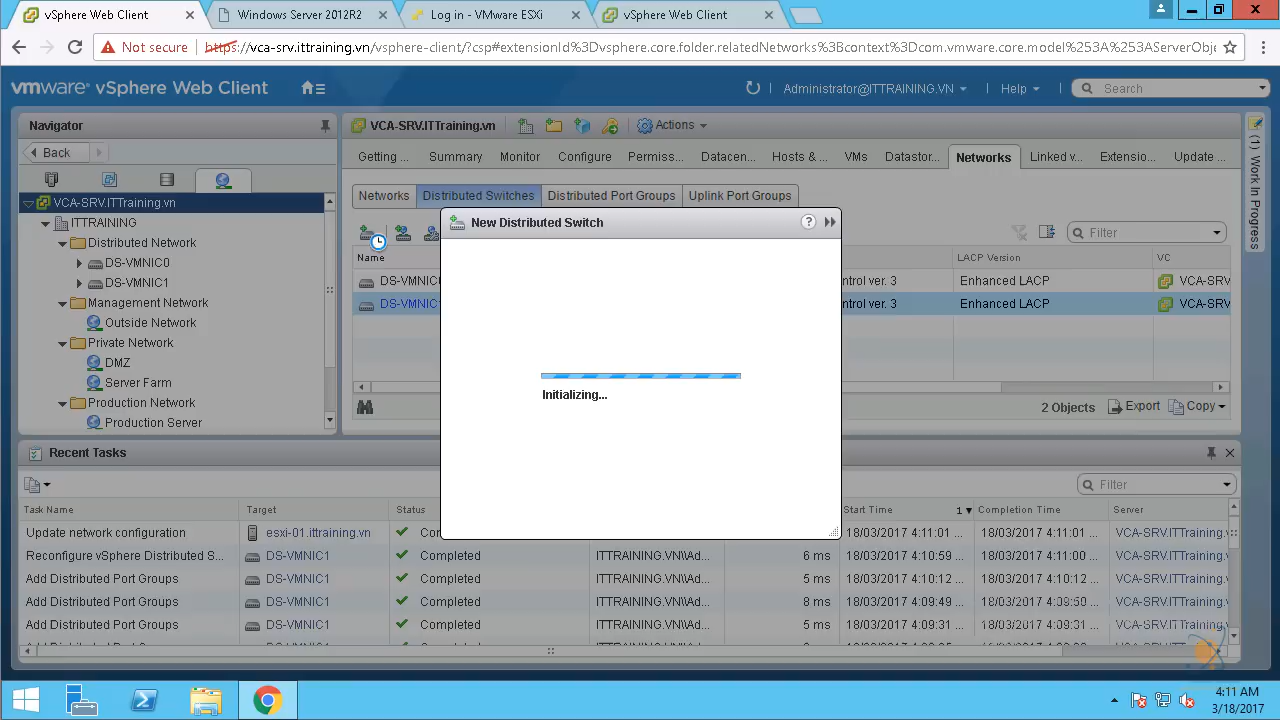 vSphere Web Client
Windows Server 2012R2
Log in - VMware ESXi
vSphere Web Client
Not secure
https://vca-srv.ittraining.vn/vsphere-client/?csp#extensionId%3Dvsphere.core.folder.relatedNetworks%3Bcontext%3Dcom.vmware.core.model%253A%253AServerObje
vmware® vSphere Web Client
Administrator@ITTRAINING.VN
Help
Search
Navigator
VCA-SRV.ITTraining.vn
Actions
Back
Getting ...
Summary
Monitor
Configure
Permiss...
Datacen...
Hosts & ...
VMs
Datastor...
Networks
Linked v...
Extensio...
Update ...
(1) Work In Progress
VCA-SRV.ITTraining.vn
ITTRAINING
Distributed Network
DS-VMNIC0
DS-VMNIC1
Management Network
Outside Network
Private Network
DMZ
Server Farm
Production Network
Production Server
Networks
Distributed Switches
Distributed Port Groups
Uplink Port Groups
Filter
Name
LACP Version
VC
DS-VMNIC
ntrol ver. 3
Enhanced LACP
VCA-SRV
DS-VMNIC
ntrol ver. 3
Enhanced LACP
VCA-SRV
2 Objects
Export
Copy
New Distributed Switch
Initializing...
Recent Tasks
Filter
Task Name Target Status Start Time 1 Completion Time Server
Update network configuration esxi-01.ittraining.vn Com 18/03/2017 4:11:01 ... 18/03/2017 4:11:01 ... VCA-SRV.ITTraining.v
Reconfigure vSphere Distributed S... DS-VMNIC1 Completed ITTRAINING.VN\\Ad... 6 ms 18/03/2017 4:10:59 ... 18/03/2017 4:11:00 ... VCA-SRV.ITTraining.v
Add Distributed Port Groups DS-VMNIC1 Completed ITTRAINING.VN\\Ad... 5 ms 18/03/2017 4:10:12 ... 18/03/2017 4:10:12 ... VCA-SRV.ITTraining.v
Add Distributed Port Groups DS-VMNIC1 Completed ITTRAINING.VN\\Ad... 8 ms 18/03/2017 4:09:49 ... 18/03/2017 4:09:50 ... VCA-SRV.ITTraining.v
Add Distributed Port Groups DS-VMNIC1 Completed ITTRAINING.VN\\Ad... 5 ms 18/03/2017 4:09:31 ... 18/03/2017 4:09:31 ... VCA-SRV.ITTraining.v
4:11 AM
3/18/2017